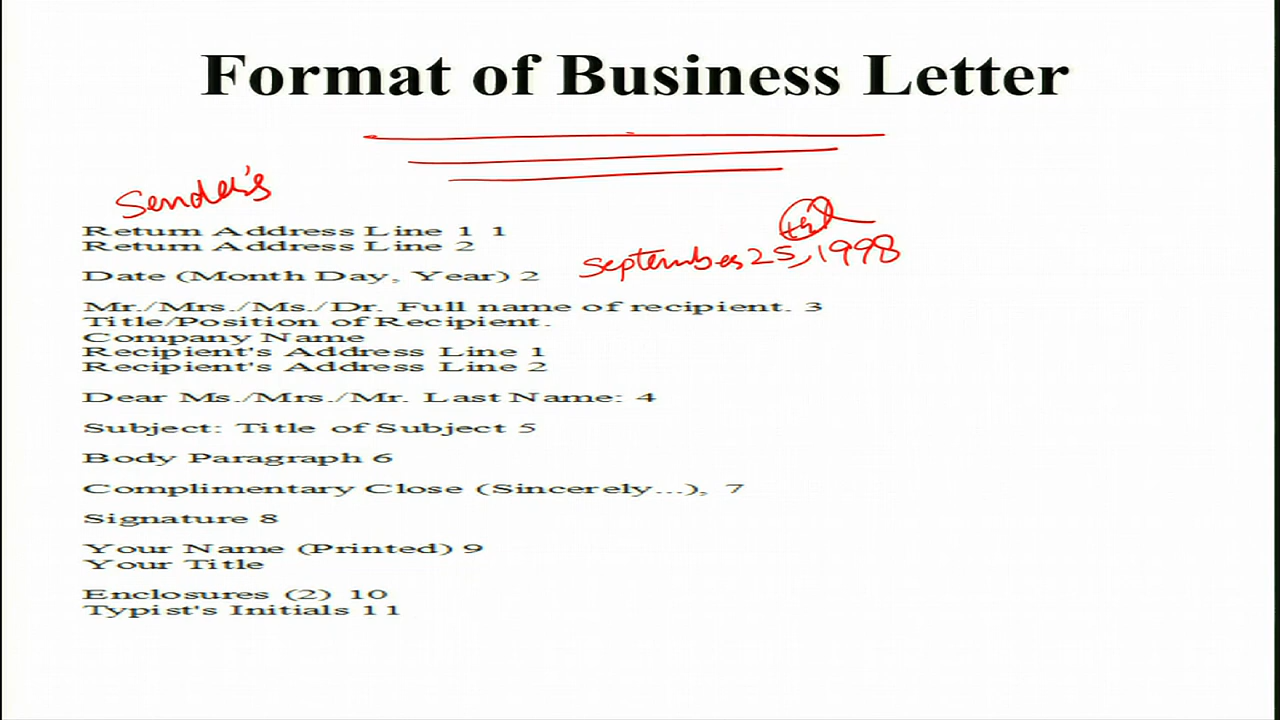 Format of Business Letter
Sender's
Return Address Line 1 1
Return Address Line 2
th
Date (Month Day, Year) 2 September 25, 1998
Mr./Mrs./Ms./Dr. Full name of recipient. 3
Title/Position of Recipient.
Company Name
Recipient's Address Line 1
Recipient's Address Line 2
Dear Ms./Mrs./Mr. Last Name: 4
Subject: Title of Subject 5
Body Paragraph 6
Complimentary Close (Sincerely...), 7
Signature 8
Your Name (Printed) 9
Your Title
Enclosures (2) 10
Typist's Initials 11